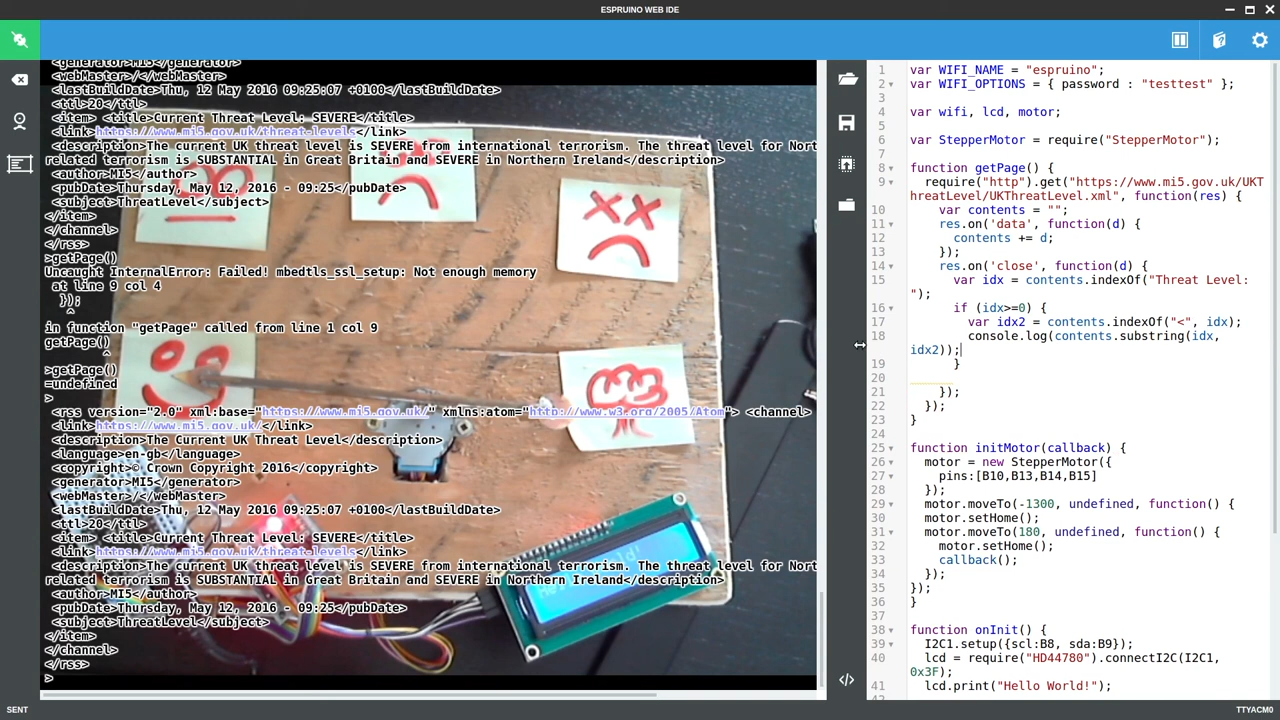 ESPRUINO WEB IDE
<generator>MI5</generator>
<webMaster>/</webMaster>
<lastBuildDate>Thu, 12 May 2016 09:25:07 +0100</lastBuildDate>
<ttl>20</ttl>
<item> <title>Current Threat Level: SEVERE</title>
<link>https://www.mi5.gov.uk/threat-levels</link>
<description>The current UK threat level is SEVERE from international terrorism. The threat level for Nort
related terrorism is SUBSTANTIAL in Great Britain and SEVERE in Northern Ireland</description>
<author>MI5</author>
<pubDate>Thursday, May 12, 2016 - 09:25</pubDate>
<subject>ThreatLevel</subject>
</item>
</channel>
</rss>
>getPage()
Uncaught InternalError: Failed! mbedtls_ssl_setup: Not enough memory
at line 9 col 4
});
^
in function "getPage" called from line 1 col 9
getPage()
^
>getPage()
=undefined
>
<rss version="2.0" xml:base="https://www.mi5.gov.uk/" xmlns:atom="http://www.w3.org/2005/Atom"> <channel>
<link>https://www.mi5.gov.uk/</link>
<description>The Current UK Threat Level</description>
<language>en-gb</language>
<copyright>© Crown Copyright 2016</copyright>
<generator>MI5</generator>
<webMaster>/</webMaster>
<lastBuildDate>Thu, 12 May 2016 09:25:07 +0100</lastBuildDate>
<ttl>20</ttl>
<item> <title>Current Threat Level: SEVERE</title>
<link>https://www.mi5.gov.uk/threat-levels</link>
<description>The current UK threat level is SEVERE from international terrorism. The threat level for Nort
related terrorism is SUBSTANTIAL in Great Britain and SEVERE in Northern Ireland</description>
<author>MI5</author>
<pubDate>Thursday, May 12, 2016 - 09:25</pubDate>
<subject>ThreatLevel</subject>
</item>
</channel>
</rss>
>
Hello World!
1 var WIFI_NAME = "espruino";
2 var WIFI_OPTIONS = { password : "testtest" };
3
4 var wifi, lcd, motor;
5
6 var StepperMotor = require("StepperMotor");
7
8 function getPage() {
9 require("http").get("https://www.mi5.gov.uk/UKT
hreatLevel/UKThreatLevel.xml", function(res) {
10 var contents = "";
11 res.on('data', function(d) {
12 contents += d;
13 });
14 res.on('close', function(d) {
15 var idx = contents.indexOf("Threat Level:
");
16 if (idx>=0) {
17 var idx2 = contents.indexOf("<", idx);
18 console.log(contents.substring(idx,
idx2));
19 }
20
21 });
22 });
23 }
24
25 function initMotor(callback) {
26 motor = new StepperMotor({
27 pins:[B10,B13,B14,B15]
28 });
29 motor.moveTo(-1300, undefined, function() {
30 motor.setHome();
31 motor.moveTo(180, undefined, function() {
32 motor.setHome();
33 callback();
34 });
35 });
36 }
37
38 function onInit() {
39 I2C1.setup({scl:B8, sda:B9});
40 lcd = require("HD44780").connectI2C(I2C1,
0x3F);
41 lcd.print("Hello World!");
42
SENT
TTYACM0